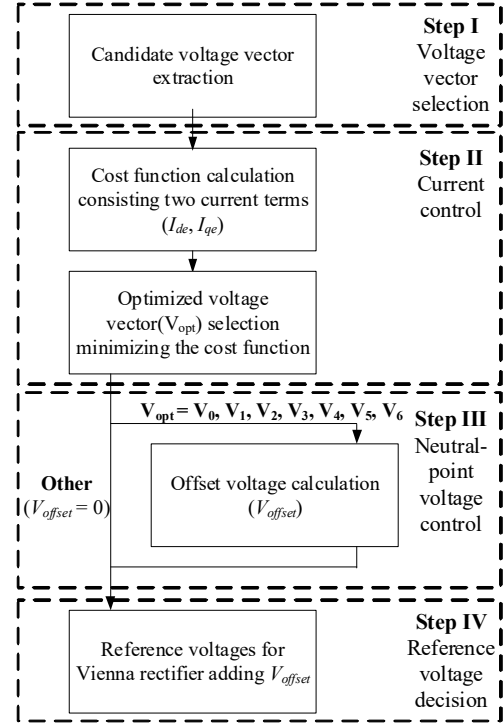 Candidate voltage vector
extraction
Step I
Voltage
vector
selection
Cost function calculation
consisting two current terms
(Ide, Iqe)
Optimized voltage
vector(Vopt) selection
minimizing the cost function
Step II
Current
control
Vopt = V0, V1, V2, V3, V4, V5, V6
Other
(Voffset = 0)
Offset voltage calculation
(Voffset)
Step III
Neutral-
point
voltage
control
Reference voltages for
Vienna rectifier adding Voffset
Step IV
Reference
voltage
decision